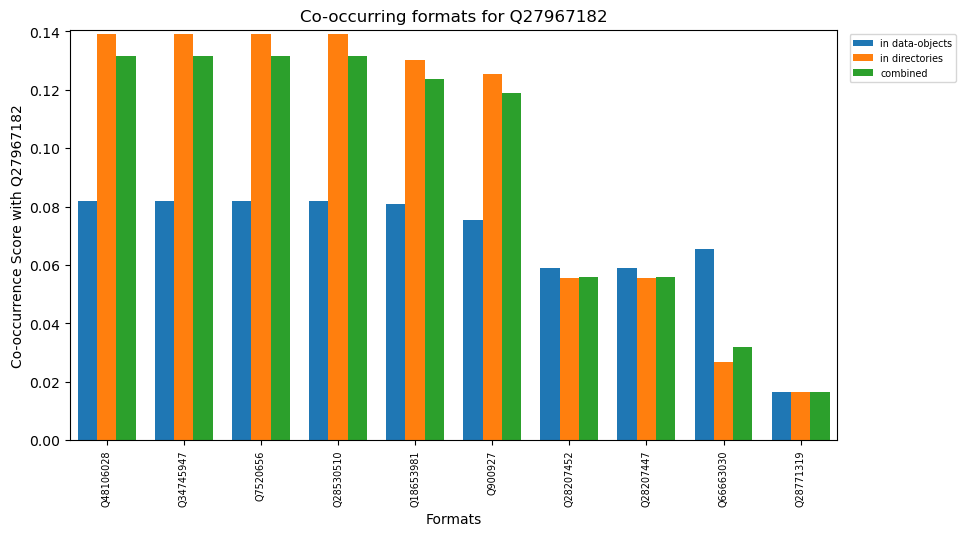 Co-occurring formats for Q27967182
Co-occurrence Score with Q27967182
0.14
0.12
0.10
0.08
0.06
0.04
0.02
0.00
Q48106028
Q34745947
Q7520656
Q28530510
Q18653981
Q900927
Q28207452
Q28207447
Q66663030
Q28771319
Formats
in data-objects
in directories
combined